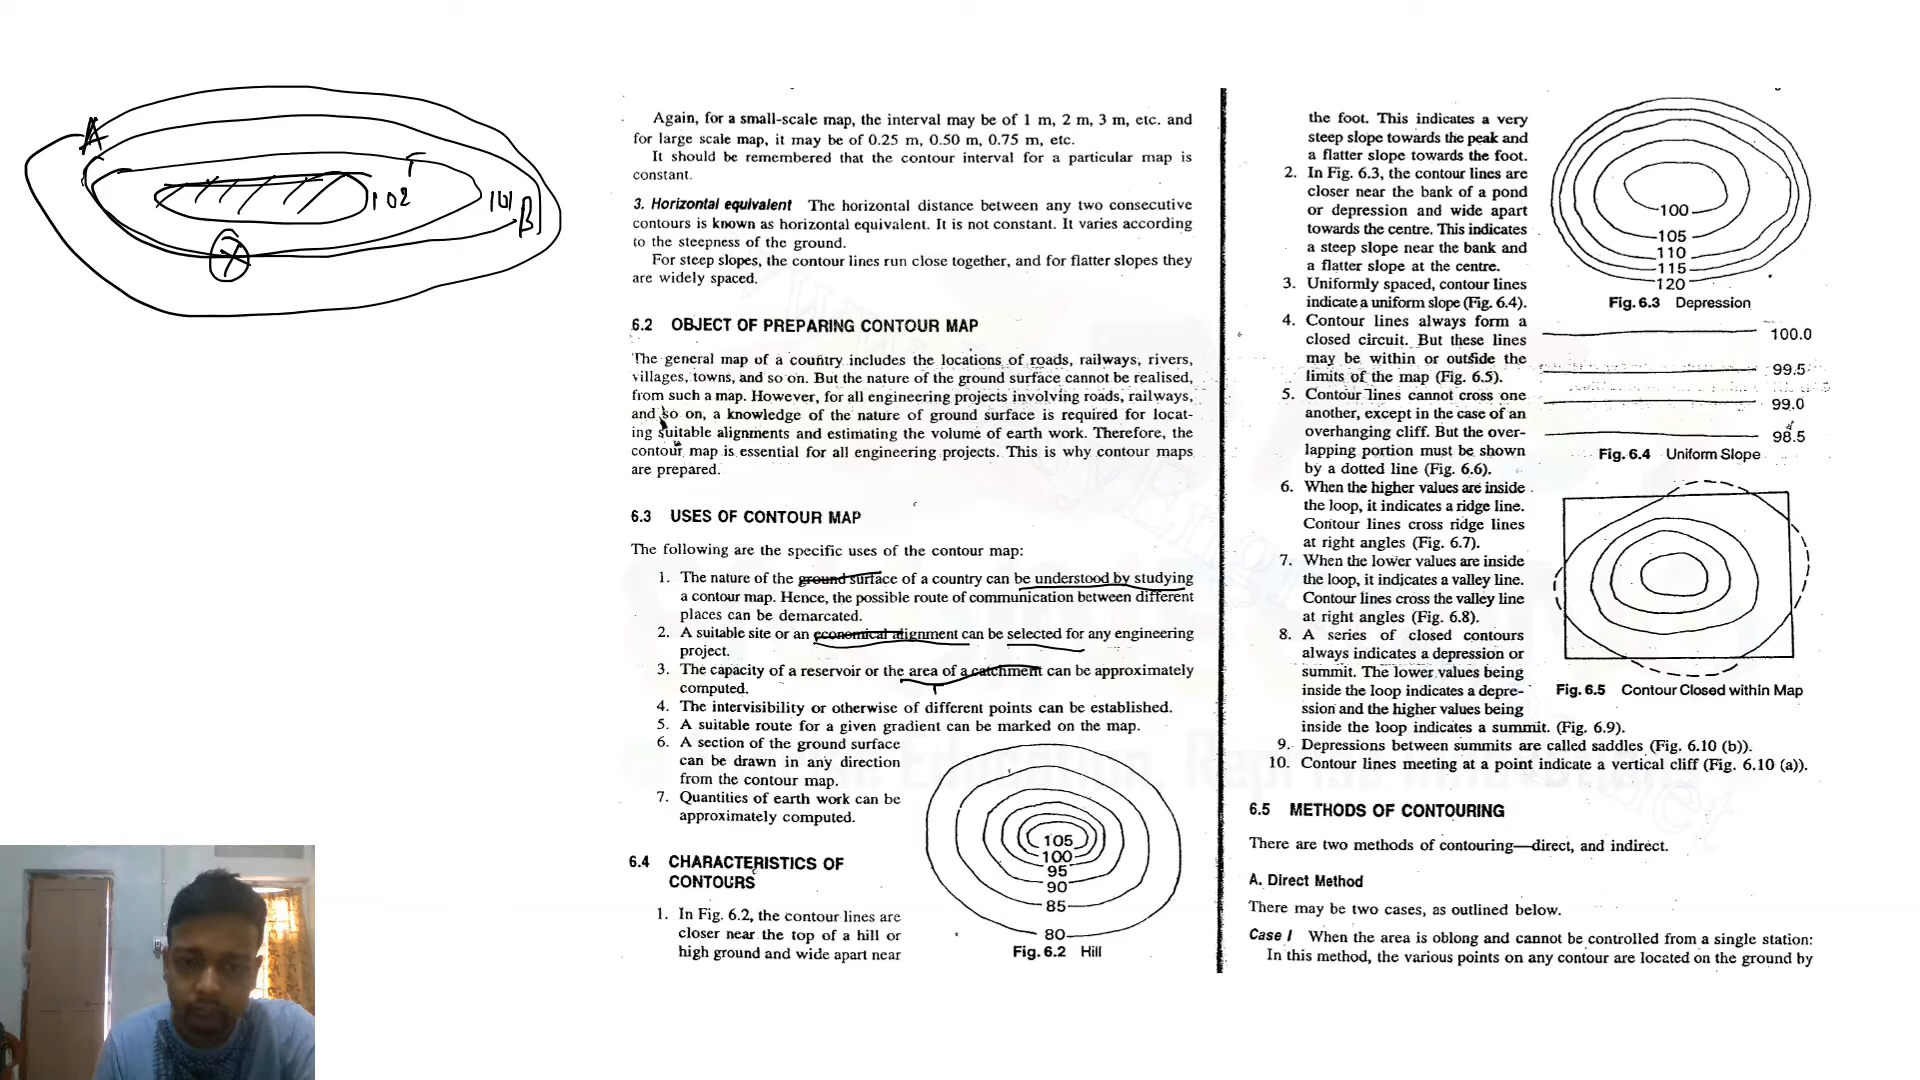 A
102
101
B
Again, for a small-scale map, the interval may be of 1 m, 2 m, 3 m, etc. and
for large scale map, it may be of 0.25 m, 0.50 m, 0.75 m, etc.
It should be remembered that the contour interval for a particular map is
constant.
3. Horizontal equivalent The horizontal distance between any two consecutive
contours is known as horizontal equivalent. It is not constant. It varies according
to the steepness of the ground.
For steep slopes, the contour lines run close together, and for flatter slopes they
are widely spaced.
6.2 OBJECT OF PREPARING CONTOUR MAP
The general map of a country includes the locations of roads, railways, rivers,
villages, towns, and so on. But the nature of the ground surface cannot be realised,
from such a map. However, for all engineering projects involving roads, railways,
and so on, a knowledge of the nature of ground surface is required for locat-
ing suitable alignments and estimating the volume of earth work. Therefore, the
contour map is essential for all engineering projects. This is why contour maps
are prepared.
6.3 USES OF CONTOUR MAP
The following are the specific uses of the contour map:
1. The nature of the ground surface of a country can be understood by studying
a contour map. Hence, the possible route of communication between different
places can be demarcated.
2. A suitable site or an economical alignment can be selected for any engineering
project.
3. The capacity of a reservoir or the area of a catchment can be approximately
computed.
4. The intervisibility or otherwise of different points can be established.
5. A suitable route for a given gradient can be marked on the map.
6. A section of the ground surface
can be drawn in any direction
from the contour map.
7. Quantities of earth work can be
approximately computed.
6.4 CHARACTERISTICS OF
CONTOURS
1. In Fig. 6.2, the contour lines are
closer near the top of a hill or
high ground and wide apart near
105
100
95
90
85
80
Fig. 6.2 Hill
the foot. This indicates a very
steep slope towards the peak and
a flatter slope towards the foot.
2. In Fig. 6.3, the contour lines are
closer near the bank of a pond
or depression and wide apart
towards the centre. This indicates
a steep slope near the bank and
a flatter slope at the centre.
3. Uniformly spaced, contour lines
indicate a uniform slope (Fig. 6.4).
4. Contour lines always form a
closed circuit. But these lines
may be within or outside the
limits of the map (Fig. 6.5).
5. Contour lines cannot cross one
another, except in the case of an
overhanging cliff. But the over-
lapping portion must be shown
by a dotted line (Fig. 6.6).
6. When the higher values are inside
the loop, it indicates a ridge line.
Contour lines cross ridge lines
at right angles (Fig. 6.7).
7. When the lower values are inside
the loop, it indicates a valley line.
Contour lines cross the valley line
at right angles (Fig. 6.8).
8. A series of closed contours
always indicates a depression or
summit. The lower values being
inside the loop indicates a depre-
ssion and the higher values being
inside the loop indicates a summit. (Fig. 6.9).
9. Depressions between summits are called saddles (Fig. 6.10 (b)).
10. Contour lines meeting at a point indicate a vertical cliff (Fig. 6.10 (a)).
100
105
110
115
120
Fig. 6.3 Depression
100.0
99.5
99.0
98.5
Fig. 6.4 Uniform Slope
Fig. 6.5 Contour Closed within Map
6.5 METHODS OF CONTOURING
There are two methods of contouring—direct, and indirect.
A. Direct Method
There may be two cases, as outlined below.
Case I When the area is oblong and cannot be controlled from a single station:
In this method, the various points on any contour are located on the ground by